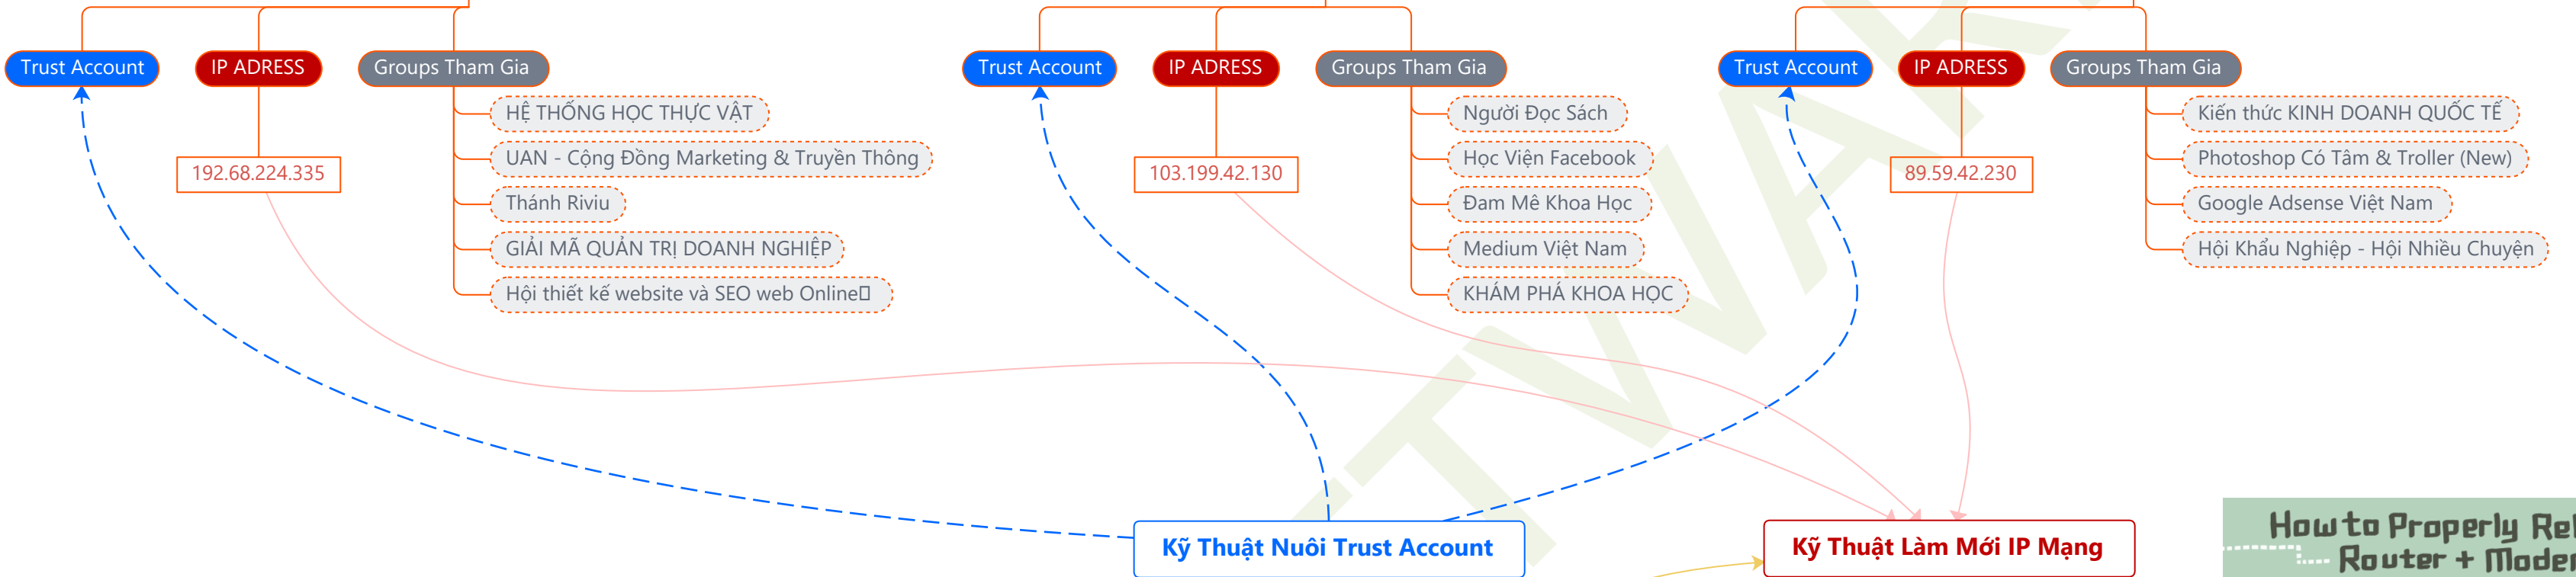 Trust Account
IP ADRESS
Groups Tham Gia
HỆ THỐNG HỌC THỰC VẬT
UAN - Cộng Đồng Marketing & Truyền Thông
192.68.224.335
Thánh Riviu
GIẢI MÃ QUẢN TRỊ DOANH NGHIỆP
Hội thiết kế website và SEO web Online
Trust Account
IP ADRESS
Groups Tham Gia
Người Đọc Sách
Học Viện Facebook
103.199.42.130
Đam Mê Khoa Học
Medium Việt Nam
KHÁM PHÁ KHOA HỌC
Trust Account
IP ADRESS
Groups Tham Gia
Kiến thức KINH DOANH QUỐC TẾ
Photoshop Có Tâm & Troller (New)
89.59.42.230
Google Adsense Việt Nam
Hội Khẩu Nghiệp - Hội Nhiều Chuyện
Kỹ Thuật Nuôi Trust Account
Kỹ Thuật Làm Mới IP Mạng
How to Properly
Router +